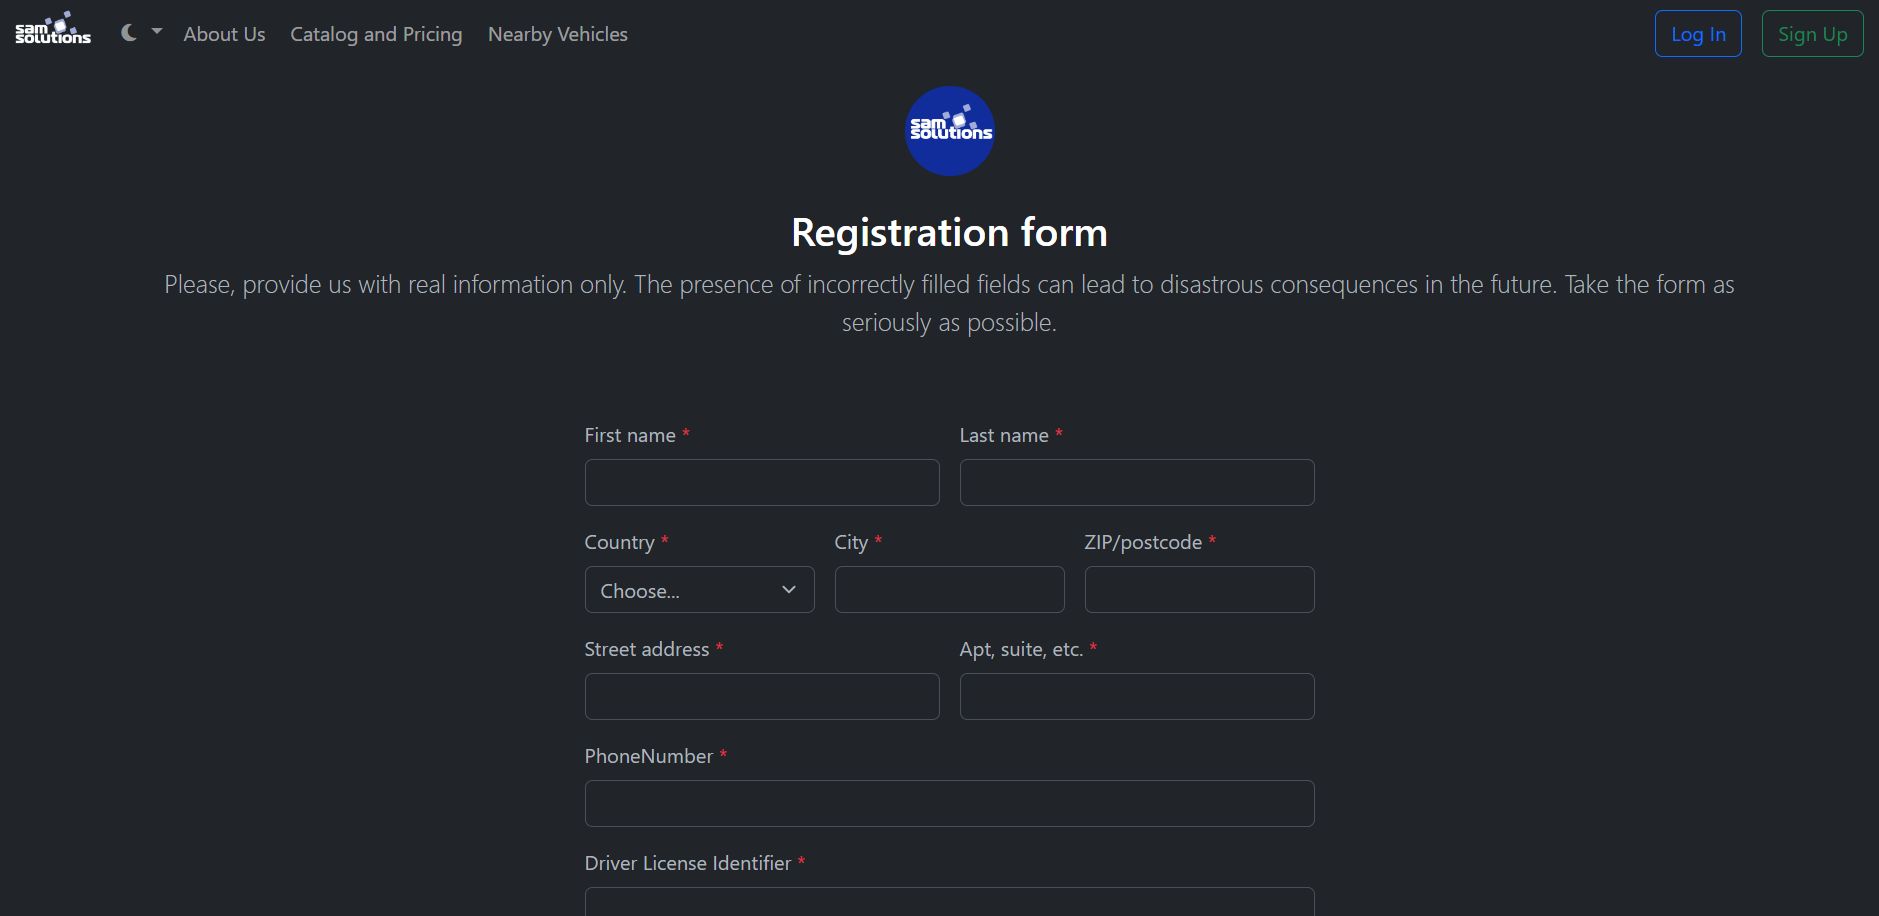 sam solutions
About Us
Catalog and Pricing
Nearby Vehicles
Log In
Sign Up
sam solutions
Registration form
Please, provide us with real information only. The presence of incorrectly filled fields can lead to disastrous consequences in the future. Take the form as
seriously as possible.
First name *
Last name *
Country *
City *
ZIP/postcode *
Choose...
Street address *
Apt, suite, etc. *
PhoneNumber *
Driver License Identifier *